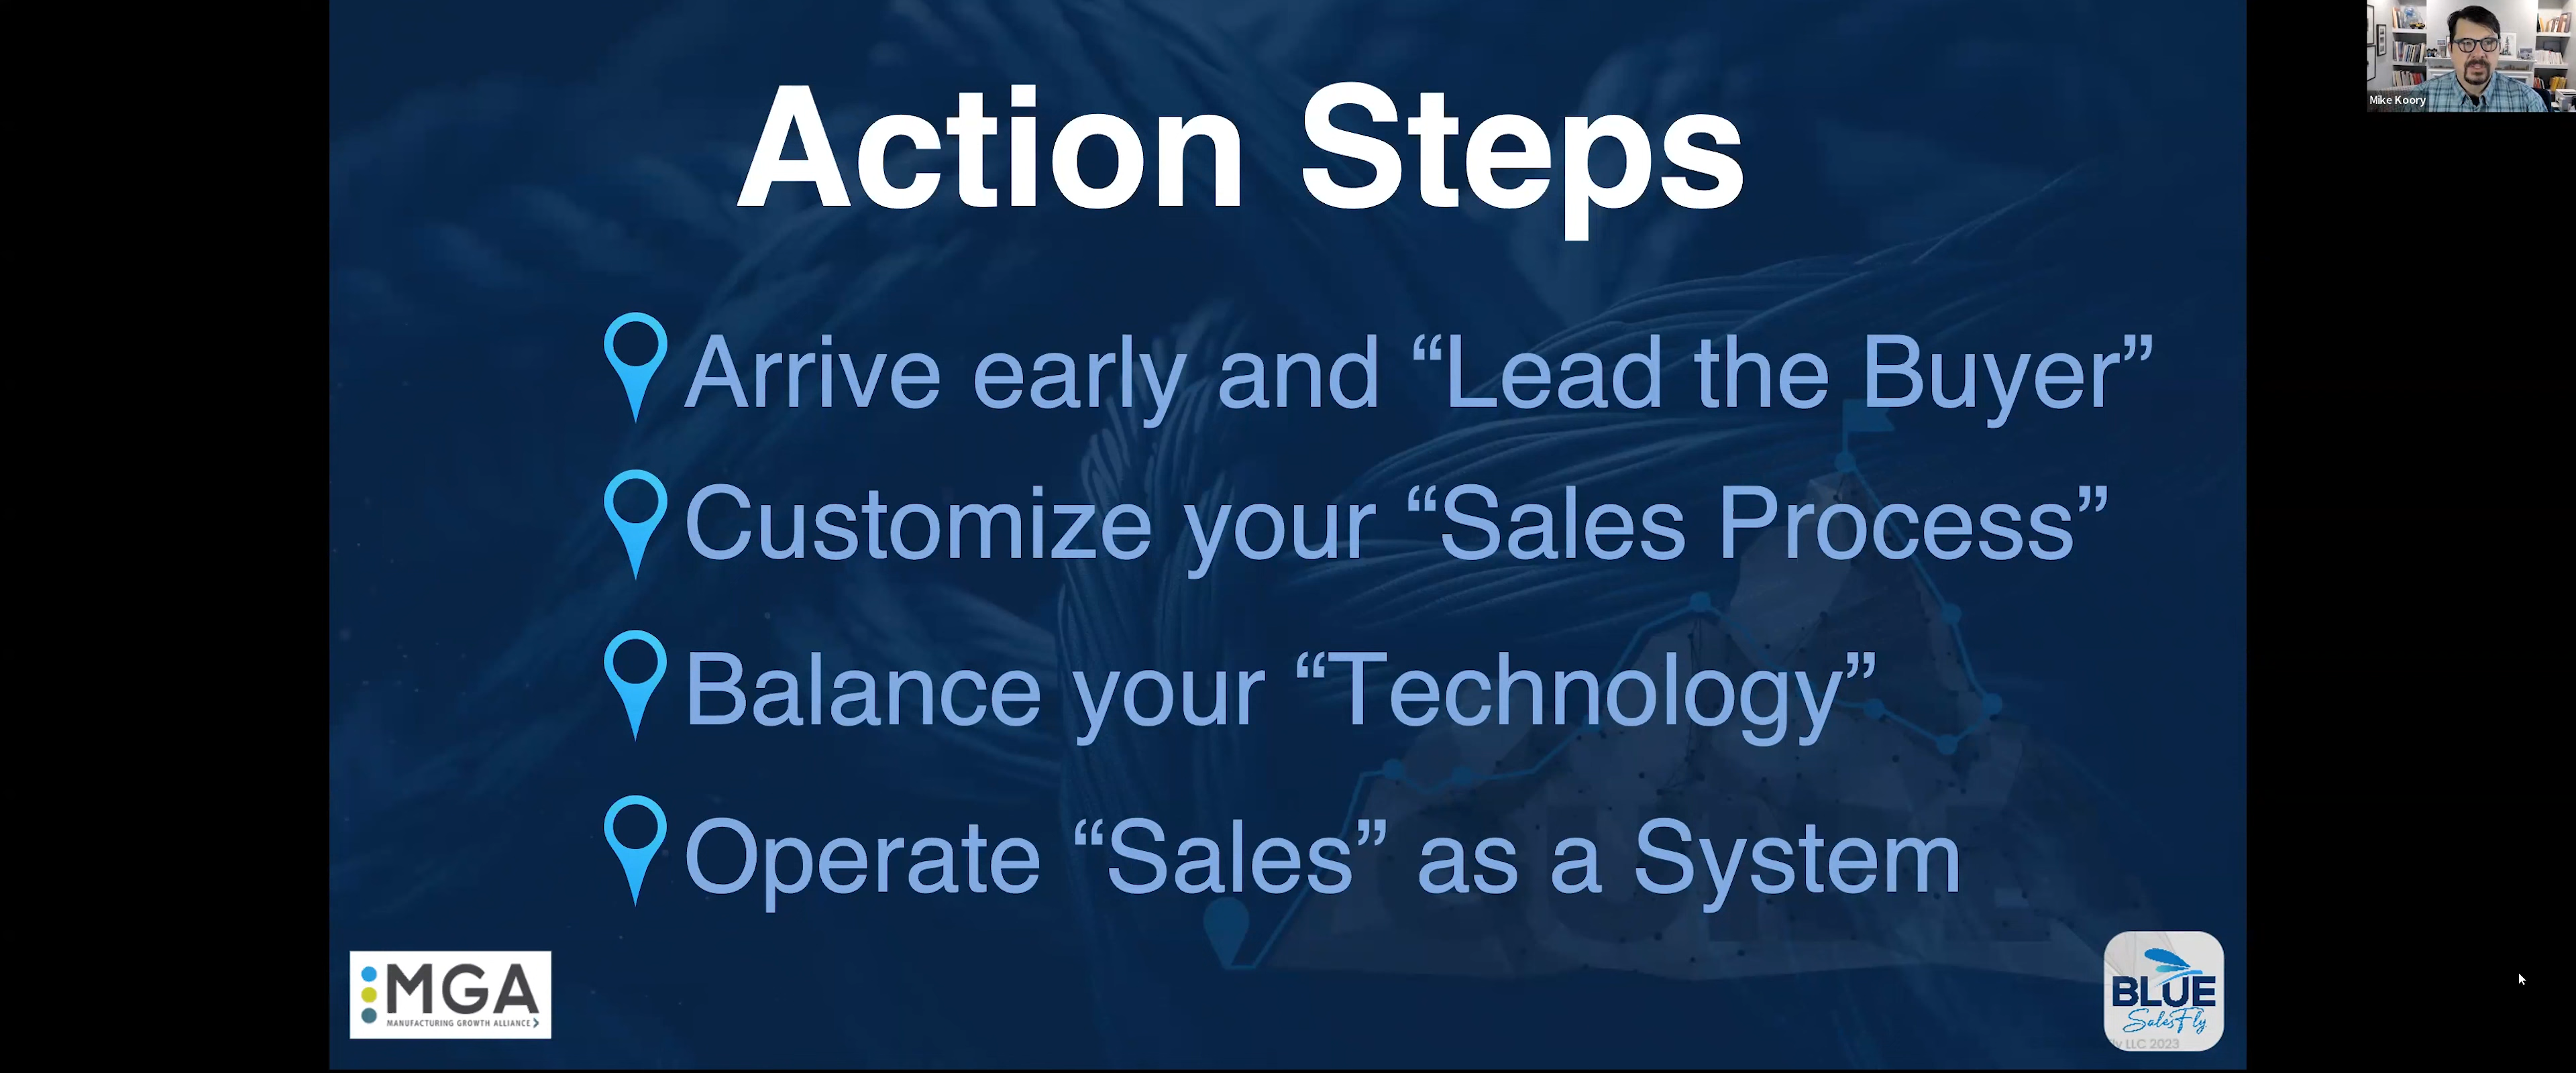 Action Steps
Mike Koory
Arrive early and “Lead the Buyer”
Customize your “Sales Process”
Balance your “Technology”
Operate “Sales” as a System
MGA
MANUFACTURING GROWTH ALLIANCE
BLUE
SalesFly
LLC 2023